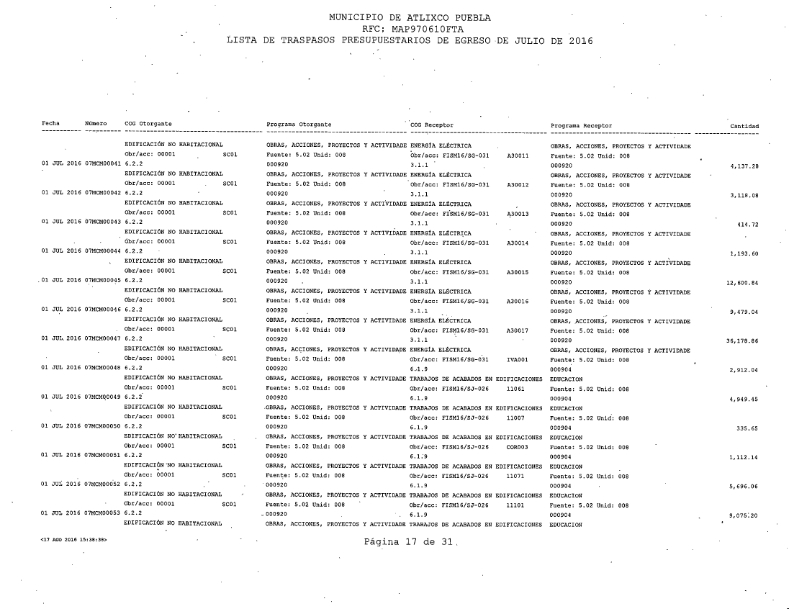 MUNICIPIO DE ATLIXCO PUEBLA
RFC: MAP970610FTA
LISTA DE TRASPASOS PRESUPUESTARIOS DE EGRESO DE JULIO DE 2016
Fecha Número COG Otorgante Programa Otorgante COG Receptor Programa Receptor Cantidad
EDIFICACIÓN NO HABITACIONAL OBRAS, ACCIONES, PROYECTOS Y ACTIVIDADE ENERGÍA ELÉCTRICA OBRAS, ACCIONES, PROYECTOS Y ACTIVIDADE
Obr/acc: 00001 SC01 Fuente: 5.02 Unid: 008 Obr/acc: FISM16/SG-031 A30011 Fuente: 5.02 Unid: 008
01 JUL 2016 07MCM00041 6.2.2 000920 3.1.1 000920 4,137.29
EDIFICACIÓN NO HABITACIONAL OBRAS, ACCIONES, PROYECTOS Y ACTIVIDADE ENERGÍA ELÉCTRICA OBRAS, ACCIONES, PROYECTOS Y ACTIVIDADE
Obr/acc: 00001 SC01 Fuente: 5.02 Unid: 008 Obr/acc: FISM16/SG-031 A30012 Fuente: 5.02 Unid: 008
01 JUL 2016 07MCM00042 6.2.2 000920 3.1.1 000920 3,118.08
EDIFICACIÓN NO HABITACIONAL OBRAS, ACCIONES, PROYECTOS Y ACTIVIDADE ENERGÍA ELÉCTRICA OBRAS, ACCIONES, PROYECTOS Y ACTIVIDADE
Obr/acc: 00001 SC01 Fuente: 5.02 Unid: 008 Obr/acc: FISM16/SG-031 A30013 Fuente: 5.02 Unid: 008
01 JUL 2016 07MCM00043 6.2.2 000920 3.1.1 000920 414.72
EDIFICACIÓN NO HABITACIONAL OBRAS, ACCIONES, PROYECTOS Y ACTIVIDADE ENERGÍA ELÉCTRICA OBRAS, ACCIONES, PROYECTOS Y ACTIVIDADE
Obr/acc: 00001 SC01 Fuente: 5.02 Unid: 008 Obr/acc: FISM16/SG-031 A30014 Fuente: 5.02 Unid: 008
01 JUL 2016 07MCM00044 6.2.2 000920 3.1.1 000920 1,193.60
EDIFICACIÓN NO HABITACIONAL OBRAS, ACCIONES, PROYECTOS Y ACTIVIDADE ENERGÍA ELÉCTRICA OBRAS, ACCIONES, PROYECTOS Y ACTIVIDADE
Obr/acc: 00001 SC01 Fuente: 5.02 Unid: 008 Obr/acc: FISM16/SG-031 A30015 Fuente: 5.02 Unid: 008
01 JUL 2016 07MCM00045 6.2.2 000920 3.1.1 000920 12,600.84
EDIFICACIÓN NO HABITACIONAL OBRAS, ACCIONES, PROYECTOS Y ACTIVIDADE ENERGÍA ELÉCTRICA OBRAS, ACCIONES, PROYECTOS Y ACTIVIDADE
Obr/acc: 00001 SC01 Fuente: 5.02 Unid: 008 Obr/acc: FISM16/SG-031 A30016 Fuente: 5.02 Unid: 008
01 JUL 2016 07MCM00046 6.2.2 000920 3.1.1 000920 9,479.04
EDIFICACIÓN NO HABITACIONAL OBRAS, ACCIONES, PROYECTOS Y ACTIVIDADE ENERGÍA ELÉCTRICA OBRAS, ACCIONES, PROYECTOS Y ACTIVIDADE
Obr/acc: 00001 SC01 Fuente: 5.02 Unid: 008 Obr/acc: FISM16/SG-031 A30017 Fuente: 5.02 Unid: 008
01 JUL 2016 07MCM00047 6.2.2 000920 3.1.1 000920 36,178.86
EDIFICACIÓN NO HABITACIONAL OBRAS, ACCIONES, PROYECTOS Y ACTIVIDADE ENERGÍA ELÉCTRICA OBRAS, ACCIONES, PROYECTOS Y ACTIVIDADE
Obr/acc: 00001 SC01 Fuente: 5.02 Unid: 008 Obr/acc: FISM16/SG-031 IVA001 Fuente: 5.02 Unid: 008
01 JUL 2016 07MCM00048 6.2.2 000920 6.1.9 000904 2,912.04
EDIFICACIÓN NO HABITACIONAL OBRAS, ACCIONES, PROYECTOS Y ACTIVIDADE TRABAJOS DE ACABADOS EN EDIFICACIONES EDUCACION
Obr/acc: 00001 SC01 Fuente: 5.02 Unid: 008 Obr/acc: FISM16/SJ-026 11061 Fuente: 5.02 Unid: 008
01 JUL 2016 07MCM00049 6.2.2 000920 6.1.9 000904 4,949.45
EDIFICACIÓN NO HABITACIONAL OBRAS, ACCIONES, PROYECTOS Y ACTIVIDADE TRABAJOS DE ACABADOS EN EDIFICACIONES EDUCACION
Obr/acc: 00001 SC01 Fuente: 5.02 Unid: 008 Obr/acc: FISM16/SJ-026 11007 Fuente: 5.02 Unid: 008
01 JUL 2016 07MCM00050 6.2.2 000920 6.1.9 000904 335.65
EDIFICACIÓN NO HABITACIONAL OBRAS, ACCIONES, PROYECTOS Y ACTIVIDADE TRABAJOS DE ACABADOS EN EDIFICACIONES EDUCACION
Obr/acc: 00001 SC01 Fuente: 5.02 Unid: 008 Obr/acc: FISM16/SJ-026 COR003 Fuente: 5.02 Unid: 008
01 JUL 2016 07MCM00051 6.2.2 000920 6.1.9 000904 1,112.14
EDIFICACIÓN NO HABITACIONAL OBRAS, ACCIONES, PROYECTOS Y ACTIVIDADE TRABAJOS DE ACABADOS EN EDIFICACIONES EDUCACION
Obr/acc: 00001 SC01 Fuente: 5.02 Unid: 008 Obr/acc: FISM16/SJ-026 11071 Fuente: 5.02 Unid: 008
01 JUL 2016 07MCM00052 6.2.2 000920 6.1.9 000904 5,696.06
EDIFICACIÓN NO HABITACIONAL OBRAS, ACCIONES, PROYECTOS Y ACTIVIDADE TRABAJOS DE ACABADOS EN EDIFICACIONES EDUCACION
Obr/acc: 00001 SC01 Fuente: 5.02 Unid: 008 Obr/acc: FISM16/SJ-026 11101 Fuente: 5.02 Unid: 008
01 JUL 2016 07MCM00053 6.2.2 000920 6.1.9 000904 9,075.20
EDIFICACIÓN NO HABITACIONAL OBRAS, ACCIONES, PROYECTOS Y ACTIVIDADE TRABAJOS DE ACABADOS EN EDIFICACIONES EDUCACION
<17 AGO 2016 15:38:38> Página 17 de 31